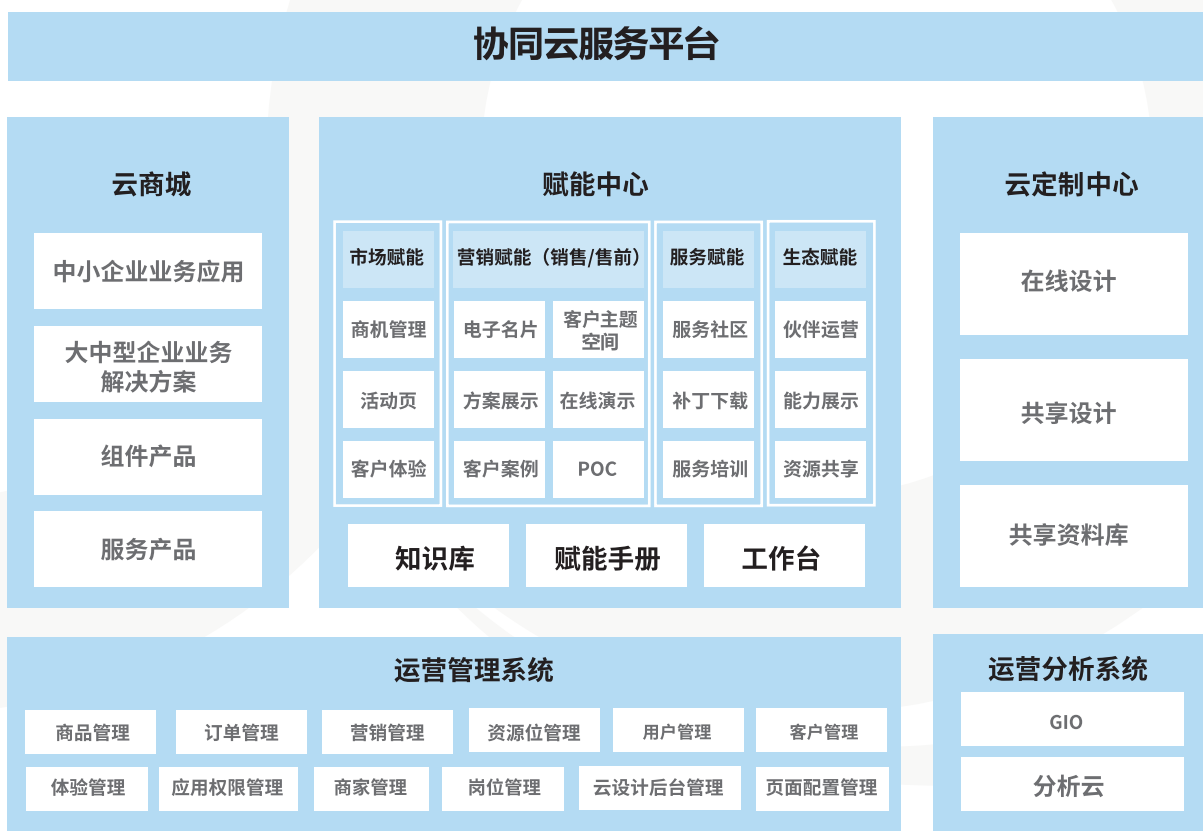 协同云服务平台
云商城
中小企业业务应用
大中型企业业务
解决方案
组件产品
服务产品
赋能中心
市场赋能
商机管理
活动页
客户体验
营销赋能（销售/售前）
电子名片
客户主题
空间
方案展示
在线演示
客户案例
POC
服务赋能
服务社区
补丁下载
服务培训
生态赋能
伙伴运营
能力展示
资源共享
知识库
赋能手册
工作台
云定制中心
在线设计
共享设计
共享资料库
运营管理系统
商品管理
订单管理
营销管理
资源位管理
用户管理
客户管理
体验管理
应用权限管理
商家管理
岗位管理
云设计后台管理
页面配置管理
运营分析系统
GIO
分析云